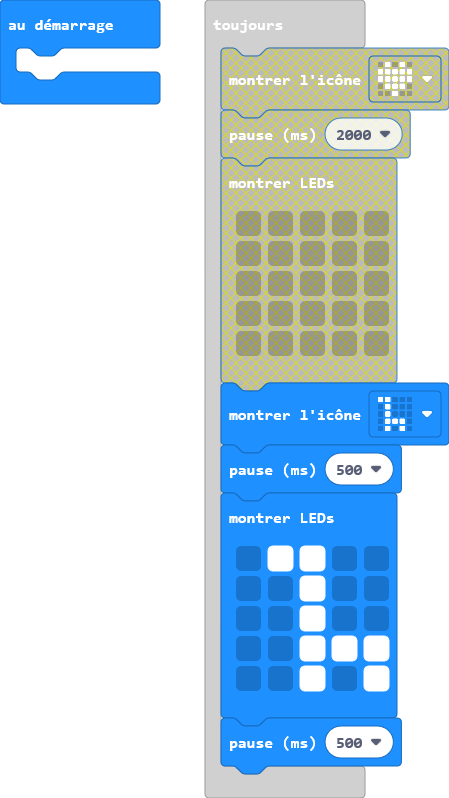 au démarrage
toujours
montrer l'icône
pause (ms) 2000
montrer LEDs
montrer l'icône
pause (ms) 500
montrer LEDs
pause (ms) 500